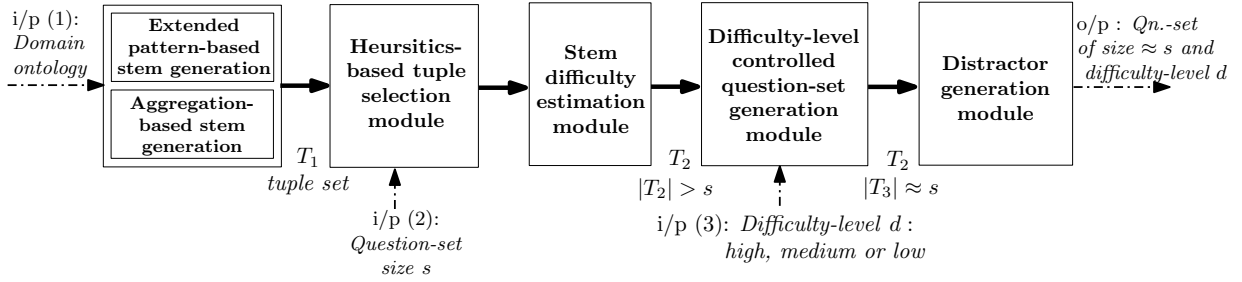 i/p (1):
Domain
ontology
Extended
pattern-based
stem generation
Aggregation-
based stem
generation
T1
tuple set
Heursitics-
based tuple
selection
module
i/p (2):
Question-set
size s
Stem
difficulty
estimation
module
T2
|T2| > s
Difficulty-level
controlled
question-set
generation
module
i/p (3): Difficulty-level d :
high, medium or low
T2
|T3| ≈ s
Distractor
generation
module
o/p : Qn.-set
of size ≈ s and
difficulty-level d